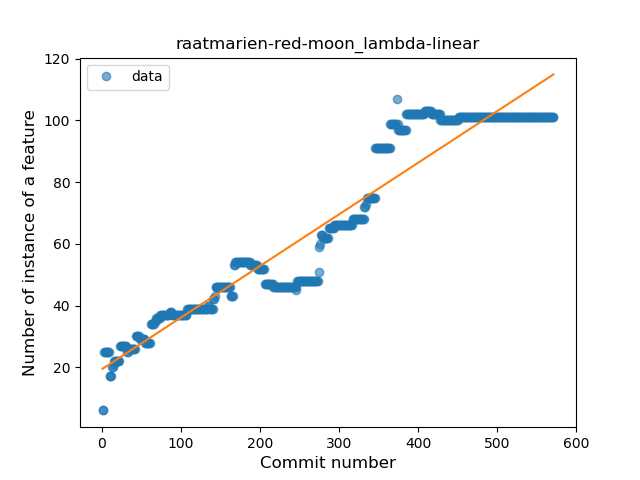 raatmarien-red-moon_lambda-linear
data
Number of instance of a feature
120
100
80
60
40
20
0 100 200 300 400 500 600
Commit number